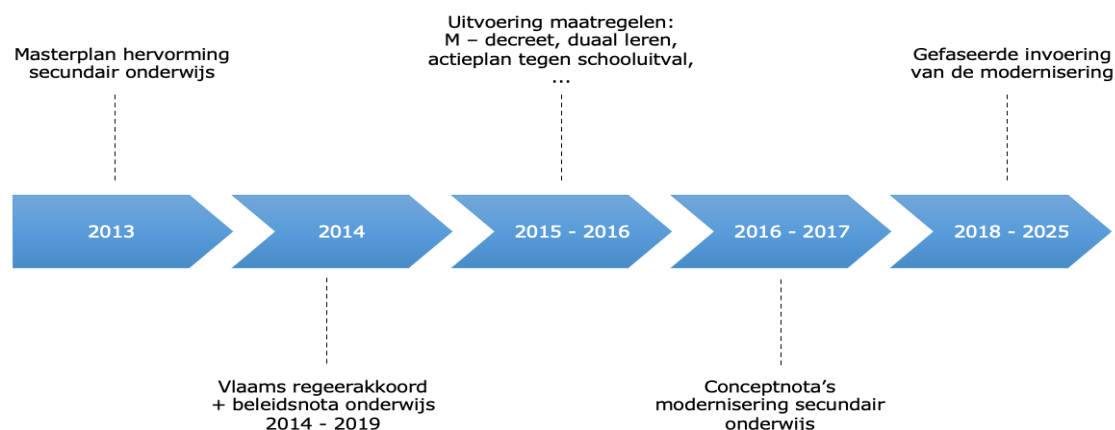 Masterplan hervorming
secundair onderwijs
Uitvoering maatregelen:
M – decreet, duaal leren,
actieplan tegen schooluitval,
...
Gefaseerde invoering
van de modernisering
2013
2014
2015 - 2016
2016 - 2017
2018 - 2025
Vlaams regeerakkoord
+ beleidsnota onderwijs
2014 - 2019
Conceptnota’s
modernisering secundair
onderwijs